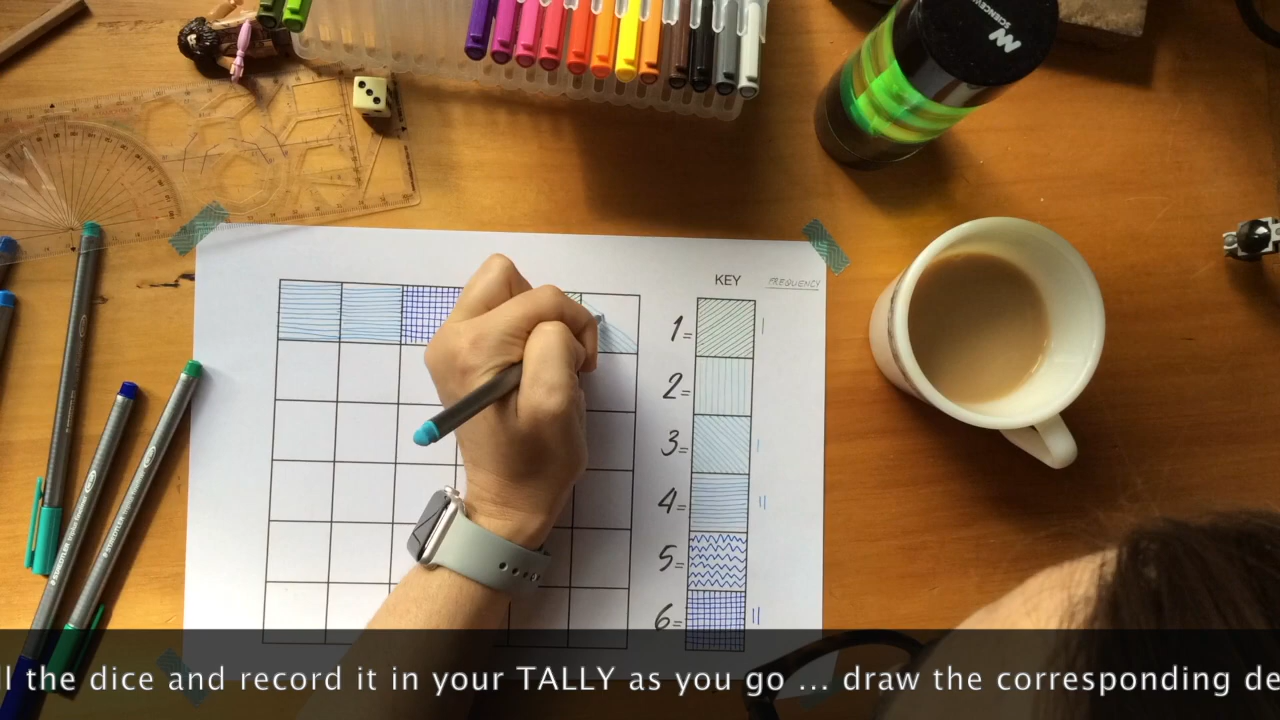 KEY
FREQUENCY
1=
2=
3=
4=
5=
6=
ll the dice and record it in your TALLY as you go ... draw the corresponding de